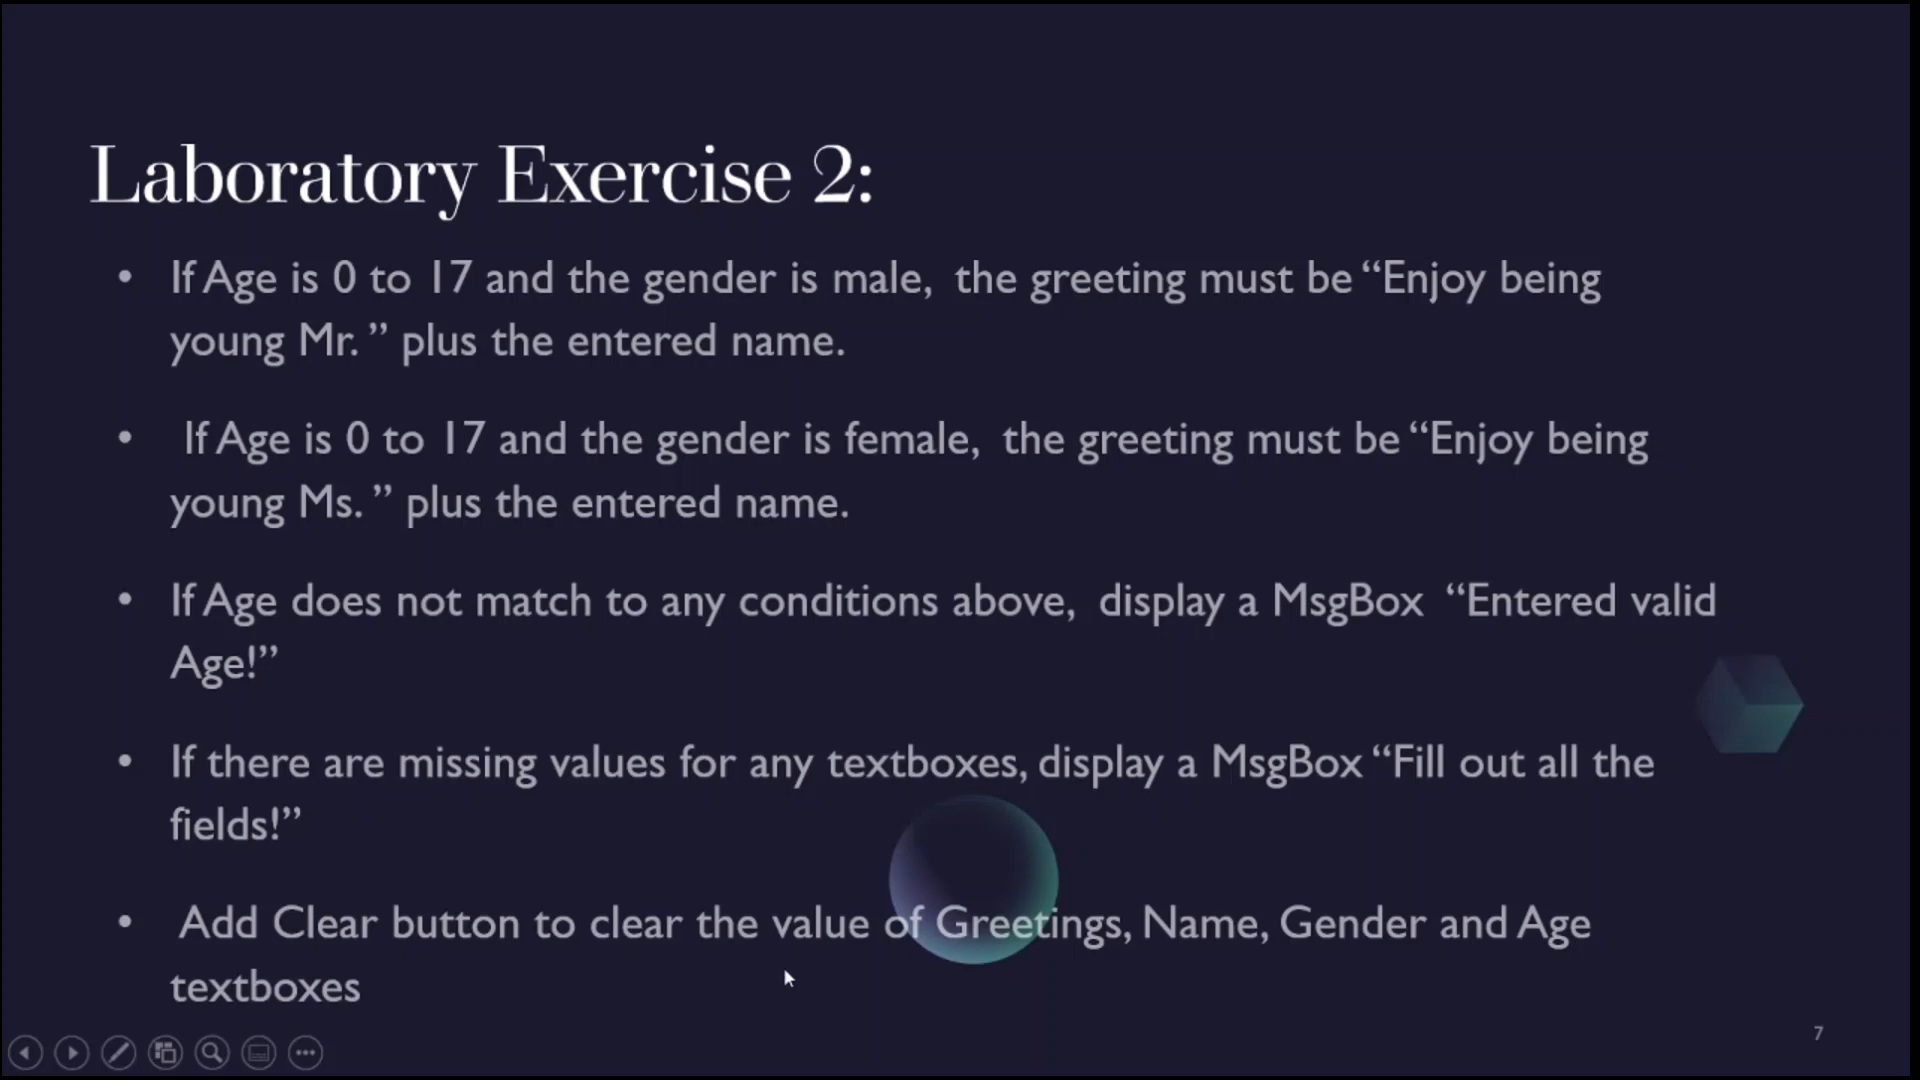 Laboratory Exercise 2:
• If Age is 0 to 17 and the gender is male, the greeting must be “Enjoy being
young Mr. ” plus the entered name.
• If Age is 0 to 17 and the gender is female, the greeting must be “Enjoy being
young Ms. ” plus the entered name.
• If Age does not match to any conditions above, display a MsgBox “Entered valid
Age!”
• If there are missing values for any textboxes, display a MsgBox “Fill out all the
fields!”
• Add Clear button to clear the value of Greetings, Name, Gender and Age
textboxes
7